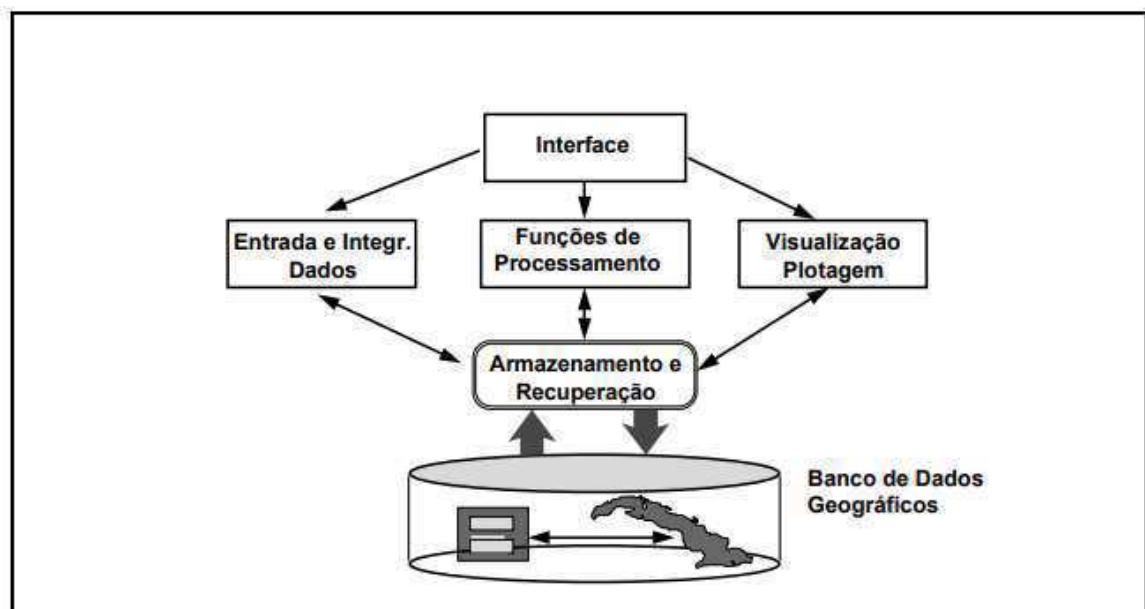 Interface
Entrada e Integr.
Dados
Funções de
Processamento
Visualização
Plotagem
Armazenamento e
Recuperação
Banco de Dados
Geográficos